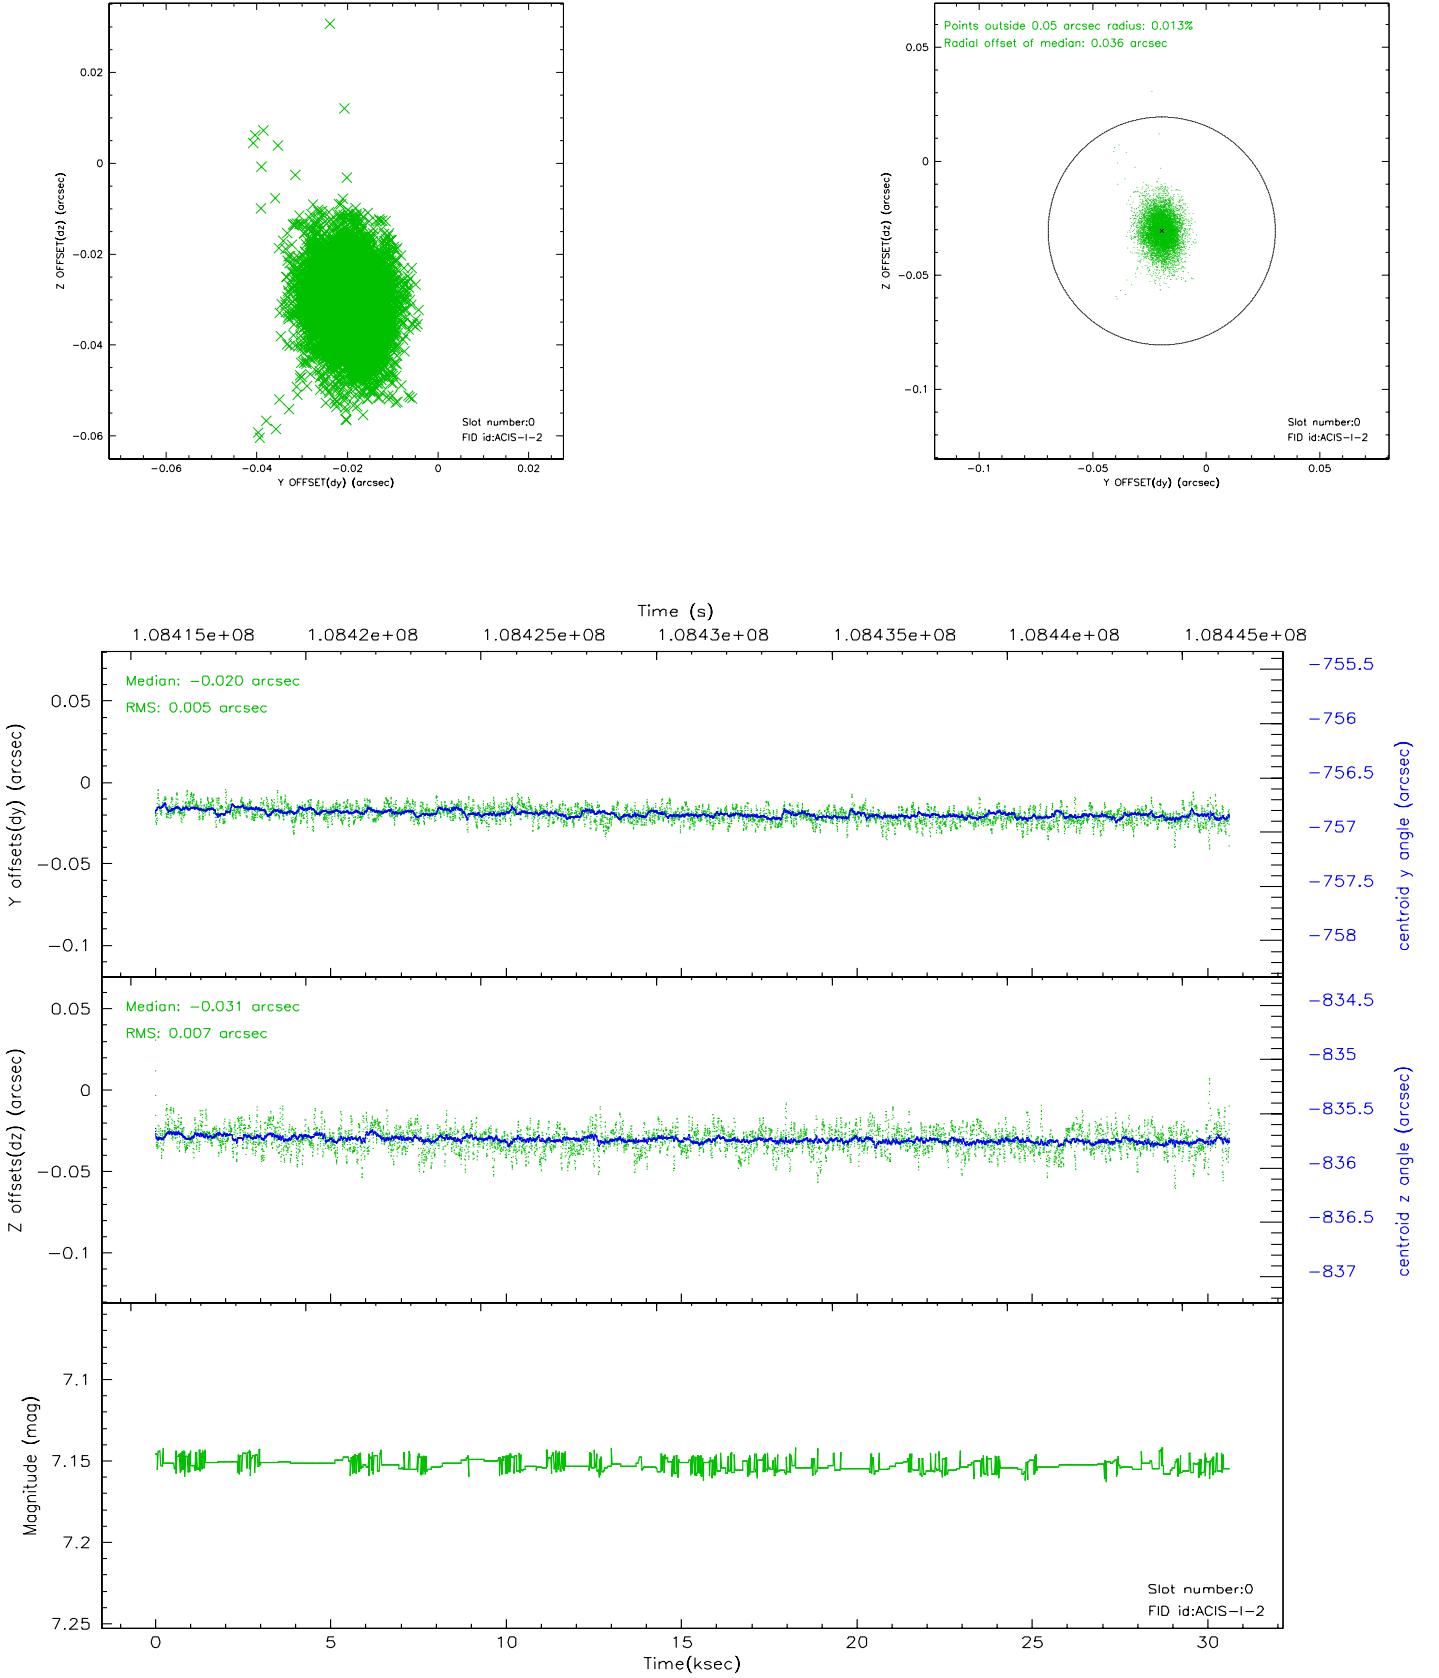 0.02
0
−0.02
−0.04
−0.06
Z OFFSET(dz) (arcsec)
Slot number:0
FID id:ACIS−I−2
−0.06 −0.04 −0.02 0 0.02
Y OFFSET(dy) (arcsec)
Points outside 0.05 arcsec radius: 0.013%
Radial offset of median: 0.036 arcsec
0.05
0
−0.05
−0.1
Z OFFSET(dz) (arcsec)
Slot number:0
FID id:ACIS−I−2
−0.1 −0.05 0 0.05
Y OFFSET(dy) (arcsec)
Time (s)
1.08415e+08 1.0842e+08 1.08425e+08 1.0843e+08 1.08435e+08 1.0844e+08 1.08445e+08
Median: −0.020 arcsec
RMS: 0.005 arcsec
0.05
0
−0.05
−0.1
Y offsets(dy) (arcsec)
−755.5
−756
−756.5
−757
−757.5
−758
centroid y angle (arcsec)
Median: −0.031 arcsec
RMS: 0.007 arcsec
0.05
0
−0.05
−0.1
Z offsets(dz) (arcsec)
−834.5
−835
−835.5
−836
−836.5
−837
centroid z angle (arcsec)
7.1
7.15
7.2
7.25
Magnitude (mag)
Slot number:0
FID id:ACIS−I−2
0 5 10 15 20 25 30
Time(ksec)